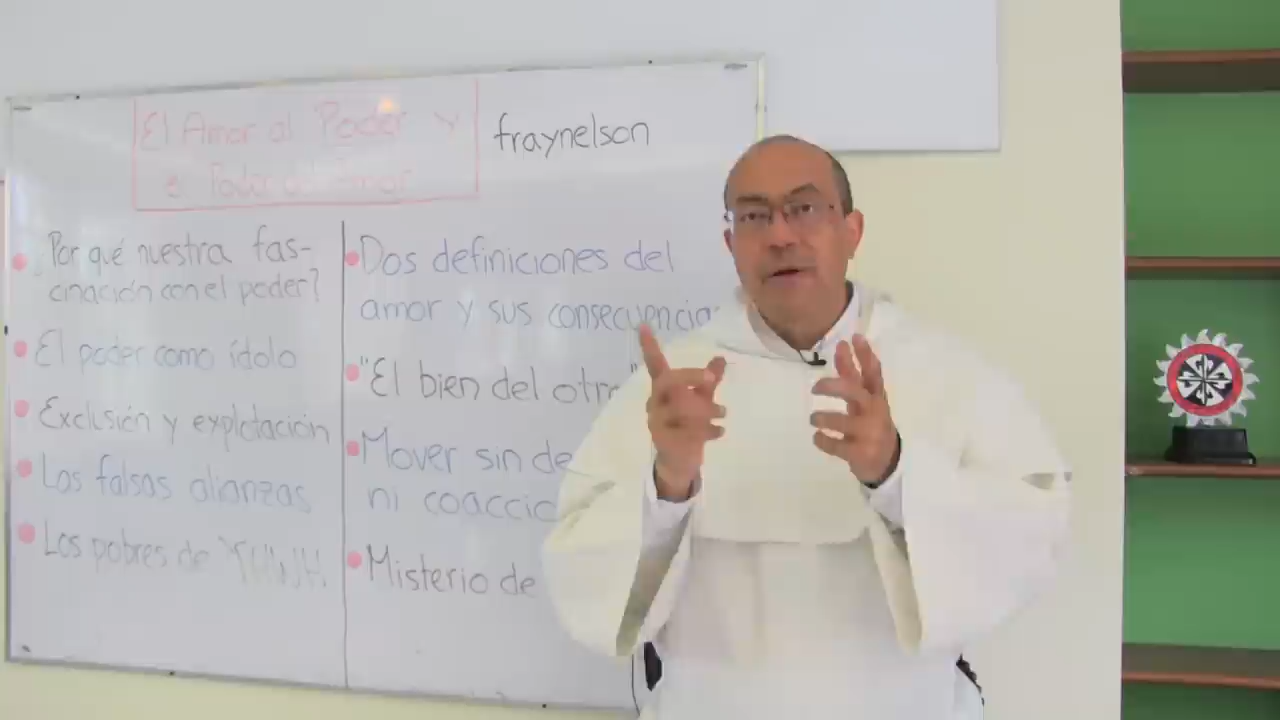 El Amor al Poder y
el Poder del Amor
fraynelson
¿Por qué nuestra fas-
cinación con el poder?
El poder como ídolo
Exclusión y explotación
Las falsas alianzas
Los pobres de YHWH
Dos definiciones del
amor y sus consecuencias
"El bien del otro"
Mover sin de
ni coaccio
Misterio de